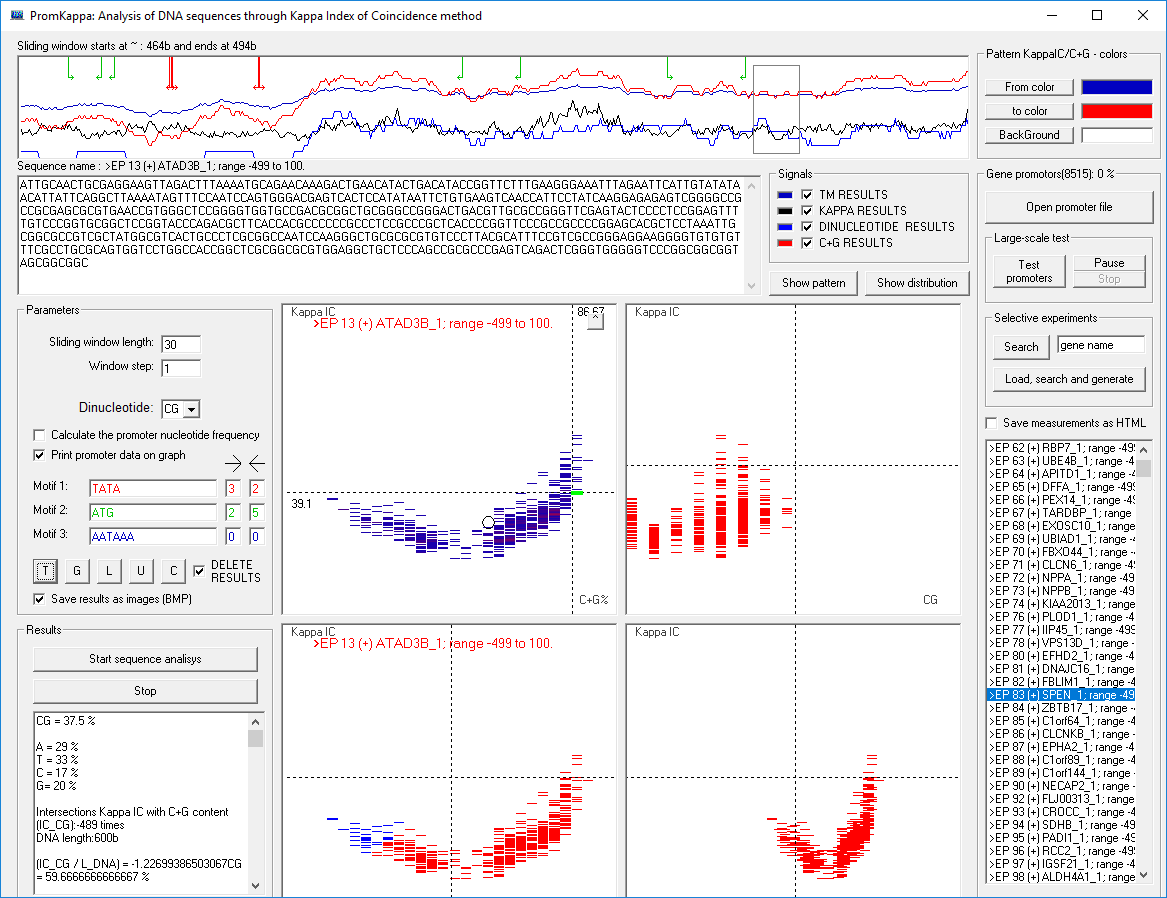 PromKappa: Analysis of DNA sequences through Kappa Index of Coincidence method
Sliding window starts at ~ : 464b and ends at 494b
Sequence name : >EP 13 (+) ATAD3B_1; range -499 to 100.
ATTGCAACTGCGAGGAAGTTAGACTTTAAAATGCAGAACAAAGACTGAACATACTGACATACCGGTTCTTTGAAGGGAAATTTAGAATTCATTGTATATA
AACATTATTCAGGCTTAAAATAGTTTCCAATCCAGTGGGACGAGTCACTCCATATAATTCTGTGAAGTCAACCATTCCTATCAAGGAGAGAGTCGGGGCCG
CCGCGAGCGCGTGAACCGTGGGCTCCGGGGTGGTGCCGACGCGGCTGCGGGCCGGGACTGACGTTGCGCCGGGTTCGAGTACTCCCCTCCGGAGTTT
TGTCCCGGTGCGGCTCCGGTACCCAGACGCTTCACCACGCCCCCCGCCCCTCCGCCCGCTCACCCCGGTTCCCGCCGCCCCGGAGCACGCTCCTAAATTG
CGGCGCGCGTCGCTATGGCGTCACTGCCCTCGCGGCCAATCCAAGGGCTGCGCGCGTGTCCCTTACGCATTTCCGTCGCCGGGAGGAAGGGGTGTGTGT
TTCGCCTGCGCAGTGGTCCTGGCCACCGGCTCGCGGCGCGTGGAGGCTGCTCCCAGCCGCGCCCGAGTCAGACTCGGGTGGGGGTCCCGGCGGCGGT
AGCGGCGGC
Signals
TM RESULTS
KAPPA RESULTS
DINUCLEOTIDE RESULTS
C+G RESULTS
Show pattern
Show distribution
Pattern KappaIC/C+G - colors
From color
to color
BackGround
Gene promotors(8515): 0 %
Open promoter file
Large-scale test
Test promoters
Pause
Stop
Selective experiments
Search
gene name
Load, search and generate
Save measurements as HTML
>EP 62 (+) RBP7_1; range -499
>EP 63 (+) UBE4B_1; range -4
>EP 64 (+) APITD1_1; range -4
>EP 65 (+) DFFA_1; range -499
>EP 66 (+) PEX14_1; range -49
>EP 67 (+) TARDBP_1; range -
>EP 68 (+) EXOSC10_1; range
>EP 69 (+) UBIAD1_1; range -4
>EP 70 (+) FBXO44_1; range -
>EP 71 (+) CLCN6_1; range -4
>EP 72 (+) NPPA_1; range -49
>EP 73 (+) NPPB_1; range -49
>EP 74 (+) KIAA2013_1; range
>EP 76 (+) PLOD1_1; range -4
>EP 77 (+) IIP45_1; range -499
>EP 78 (+) VPS13D_1; range -
>EP 80 (+) EFHD2_1; range -4
>EP 81 (+) DNAJC16_1; range
>EP 82 (+) FBLIM1_1; range -4
>EP 83 (+) SPEN_1; range -49
>EP 84 (+) ZBTB17_1; range -
>EP 85 (+) C1orf64_1; range -4
>EP 86 (+) CLCNKB_1; range -
>EP 87 (+) EPHA2_1; range -4
>EP 88 (+) C1orf89_1; range -4
>EP 89 (+) C1orf144_1; range -
>EP 90 (+) NECAP2_1; range -
>EP 92 (+) FLJ00313_1; range
>EP 93 (+) CROCC_1; range -4
>EP 94 (+) SDHB_1; range -4
>EP 95 (+) PADI1_1; range -49
>EP 96 (+) RCC2_1; range -49
>EP 97 (+) IGSF21_1; range -4
>EP 98 (+) ALDH4A1_1; range
Parameters
Sliding window length: 30
Window step: 1
Dinucleotide: CG
Calculate the promoter nucleotide frequency
Print promoter data on graph
Motif 1: TATA 3 2
Motif 2: ATG 2 5
Motif 3: AATAAA 0 0
T G L U C
DELETE RESULTS
Save results as images (BMP)
Results
Start sequence analisys
Stop
CG = 37.5 %
A = 29 %
T = 33 %
C = 17 %
G= 20 %
Intersections Kappa IC with C+G content
(IC_CG):-489 times
DNA length:600b
(IC_CG / L_DNA) = -1.22699386503067CG
= 59.6666666666667 %
Kappa IC
86.67
>EP 13 (+) ATAD3B_1; range -499 to 100.
39.1
C+G%
Kappa IC
CG
Kappa IC
>EP 13 (+) ATAD3B_1; range -499 to 100.
Kappa IC